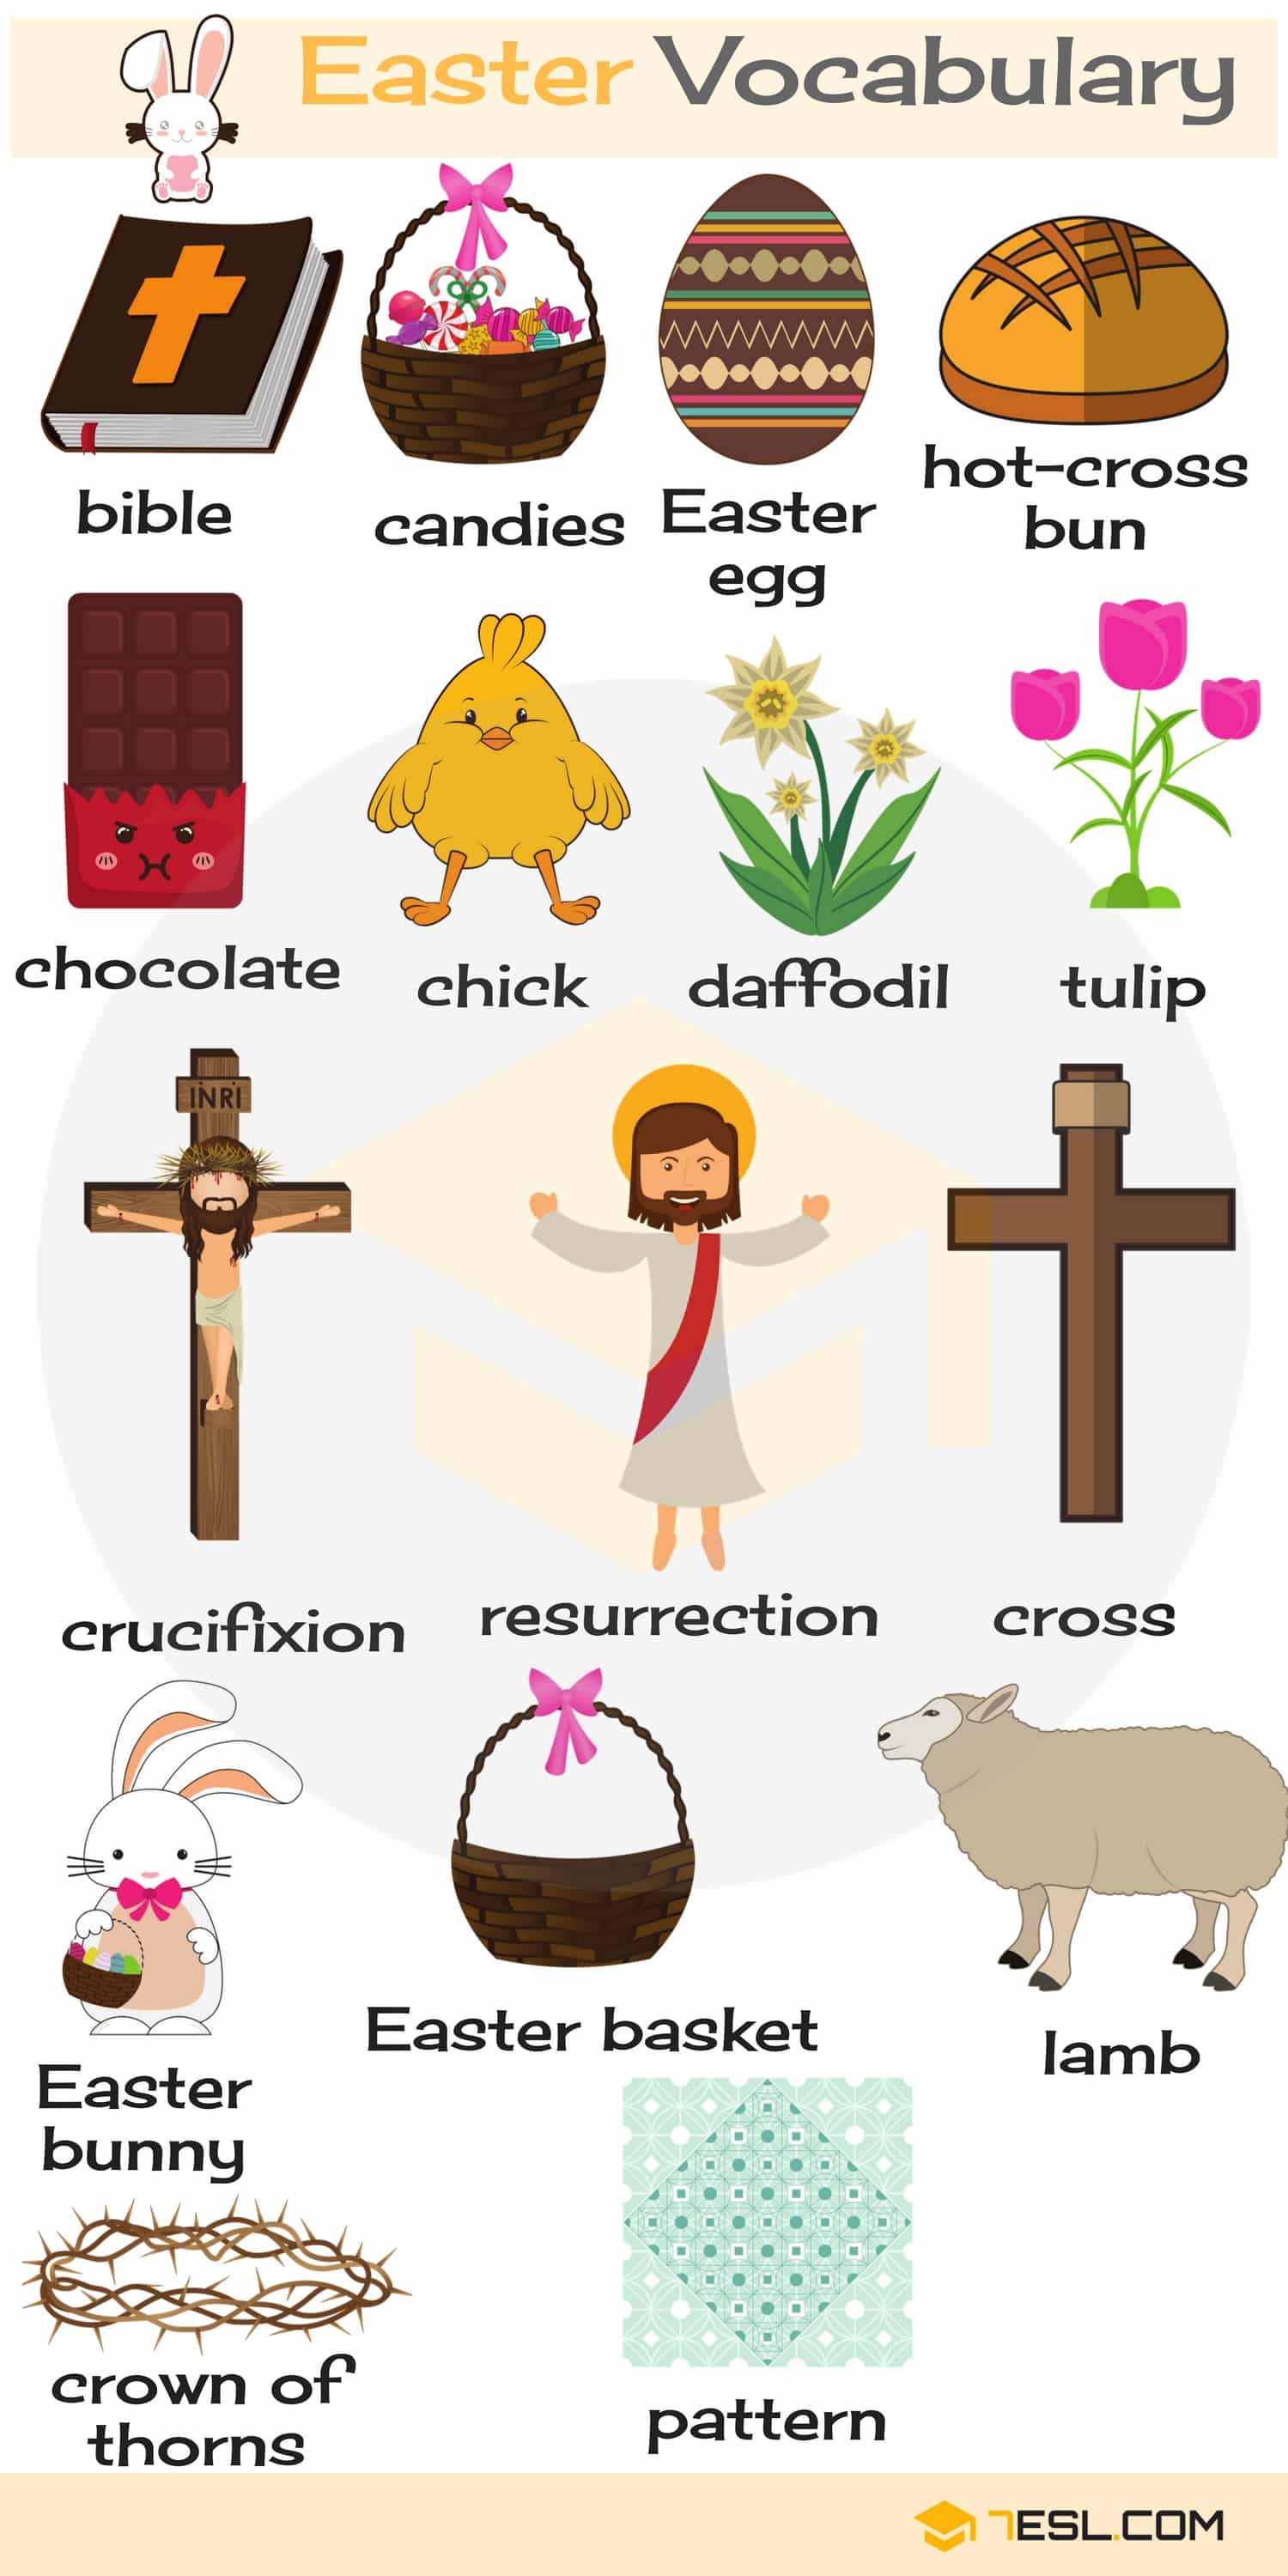 Easter Vocabulary
bible
candies
Easter
egg
hot-cross
bun
chocolate
chick
daffodil
tulip
INRI
crucifixion
resurrection
cross
Easter
bunny
Easter basket
lamb
crown of
thorns
pattern
7ESL.COM